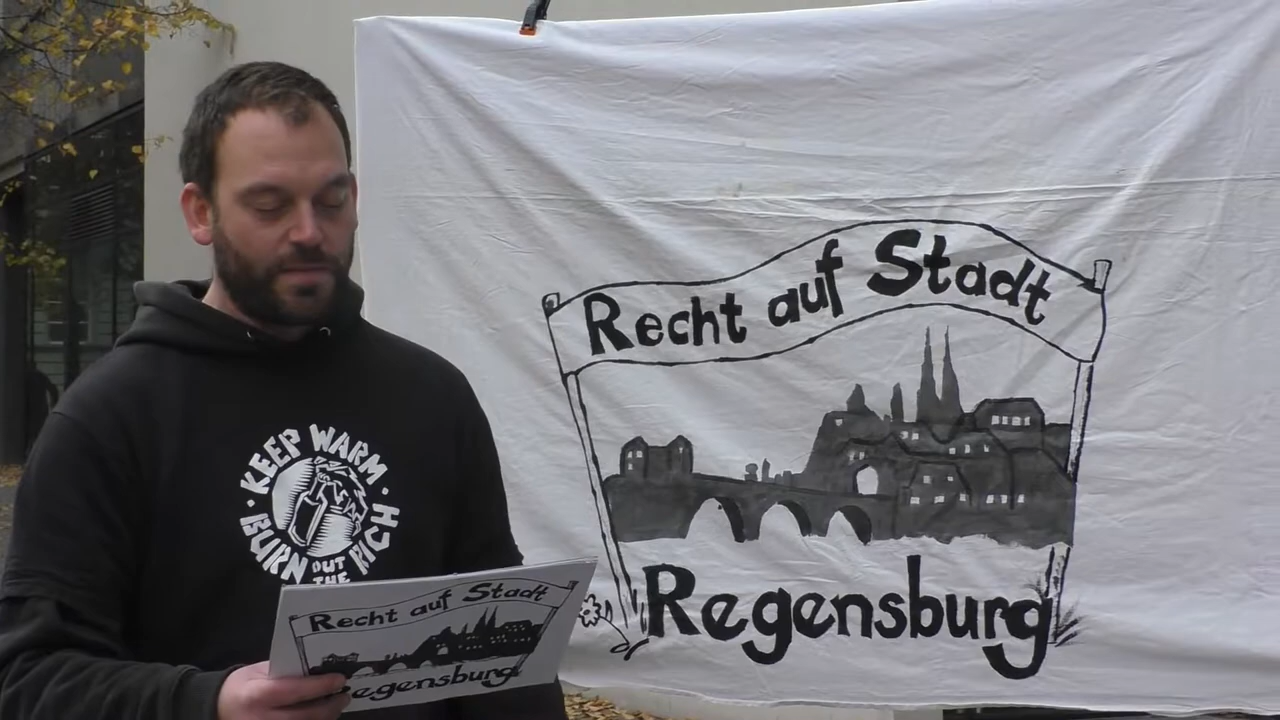 Recht auf Stadt
Regensburg
KEEP WARM
BURN OUT THE RICH
Recht auf Stadt
Regensburg